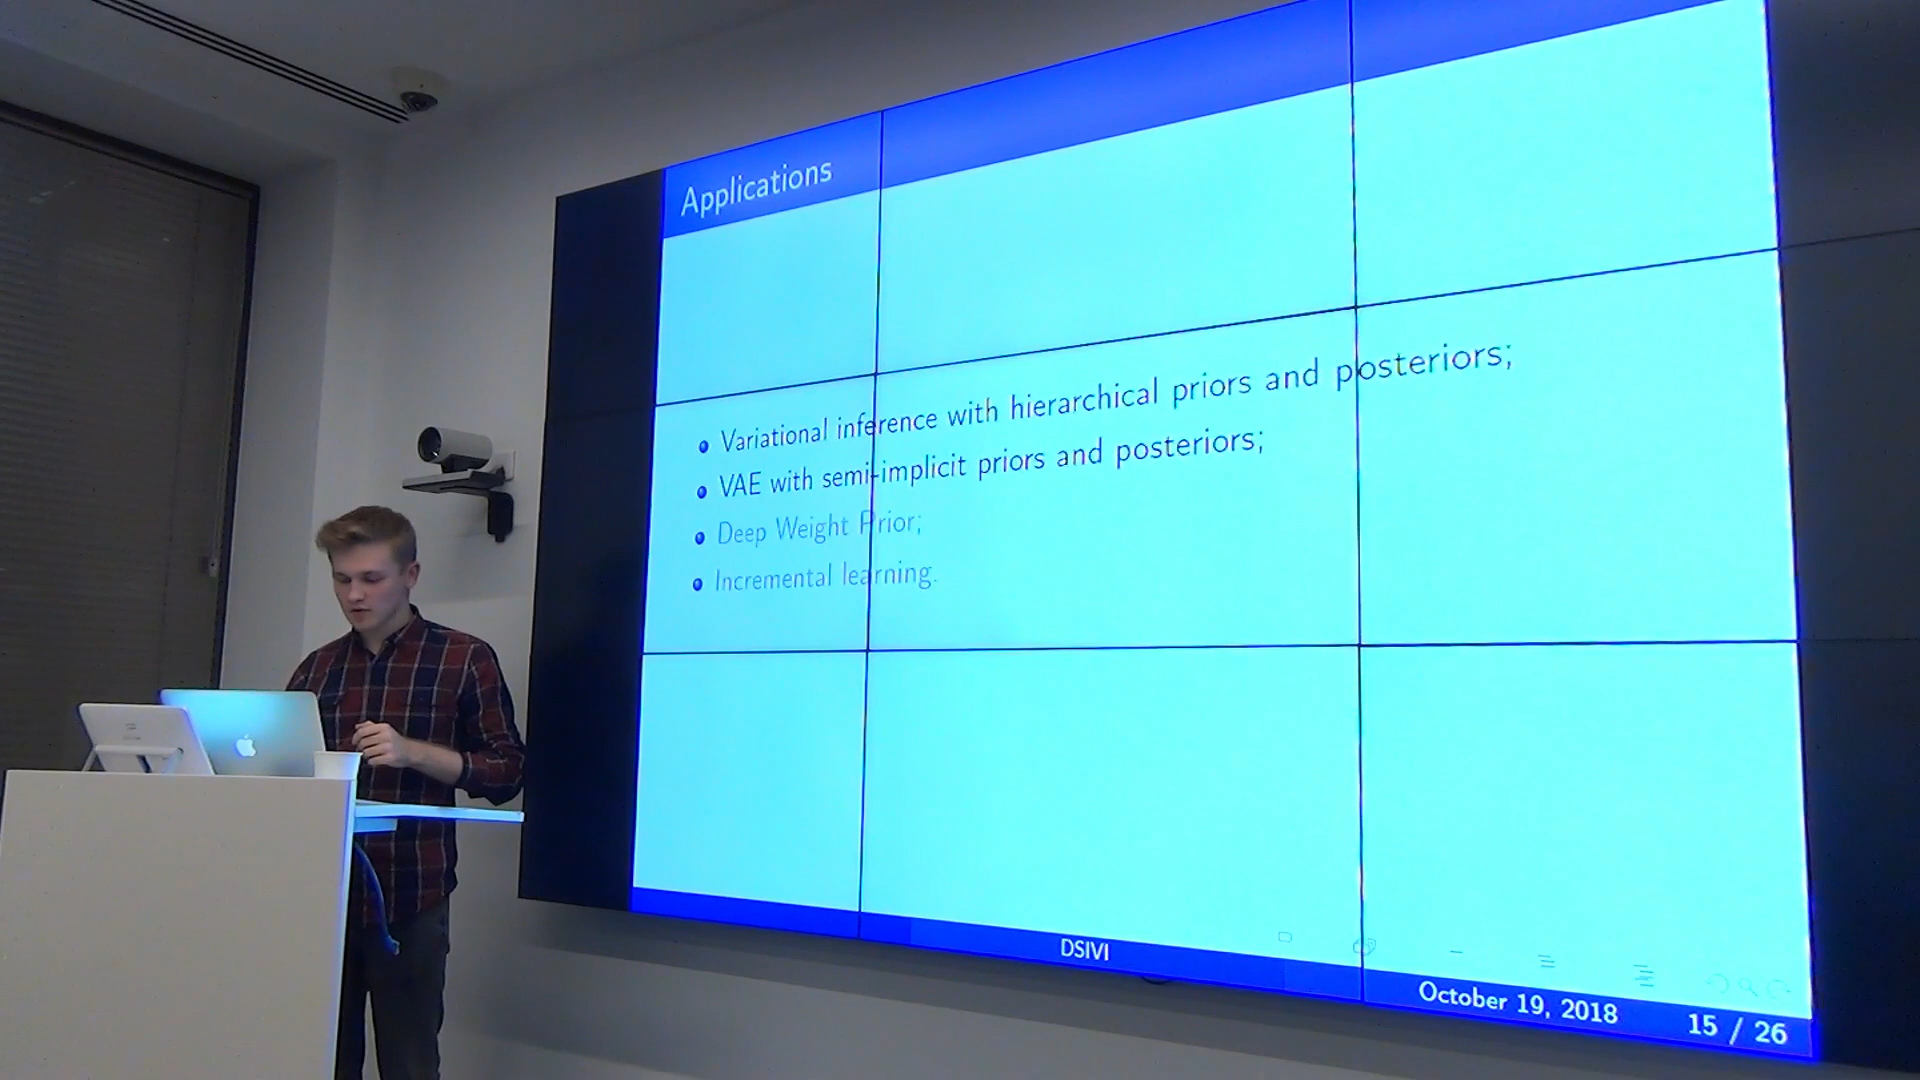 Applications
Variational inference with hierarchical priors and posteriors;
VAE with semi-implicit priors and posteriors;
Deep Weight Prior;
Incremental learning.
DSIVI
October 19, 2018
15 / 26